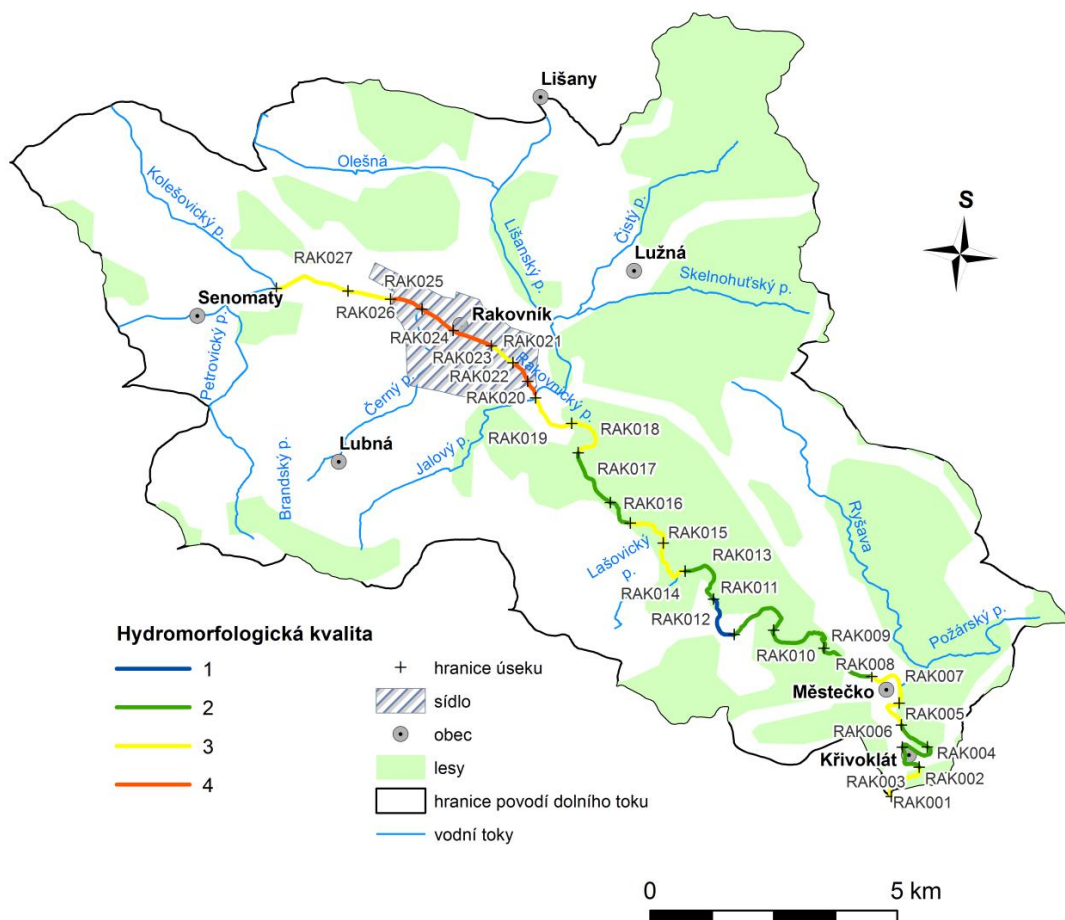 Lišany
Olešná
Kolešovický p.
Lišanský p.
Čistý p.
S
Lužná
Skelnohuťský p.
RAK027
Senomaty
RAK025
RAK026
Rakovník
RAK024
RAK021
RAK023
Rakovnický p.
RAK022
Petrovický p.
Černý p.
RAK020
RAK019
RAK018
Lubná
Jalový p.
Brandský p.
RAK017
RAK016
RAK015
Ryšava
Lašovický
p.
RAK013
RAK014
RAK011
RAK012
Požárský p.
RAK009
RAK010
RAK008
RAK007
Městečko
RAK005
RAK006
RAK004
Křivoklát
RAK002
RAK003
RAK001
Hydromorfologická kvalita
1
2
3
4
hranice úseku
sídlo
obec
lesy
hranice povodí dolního toku
vodní toky
0
5 km